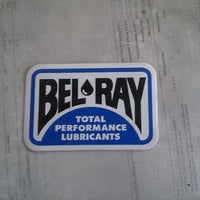 BEL RAY
TOTAL
PERFORMANCE
LUBRICANTS